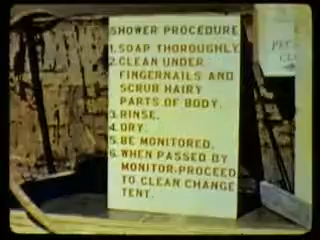 SHOWER PROCEDURE
1. SOAP THOROUGHLY.
2. CLEAN UNDER
FINGERNAILS AND
SCRUB HAIRY
PARTS OF BODY.
3. RINSE.
4. DRY.
5. BE MONITORED.
6. WHEN PASSED BY
MONITOR-PROCEED
TO CLEAN CHANGE
TENT.